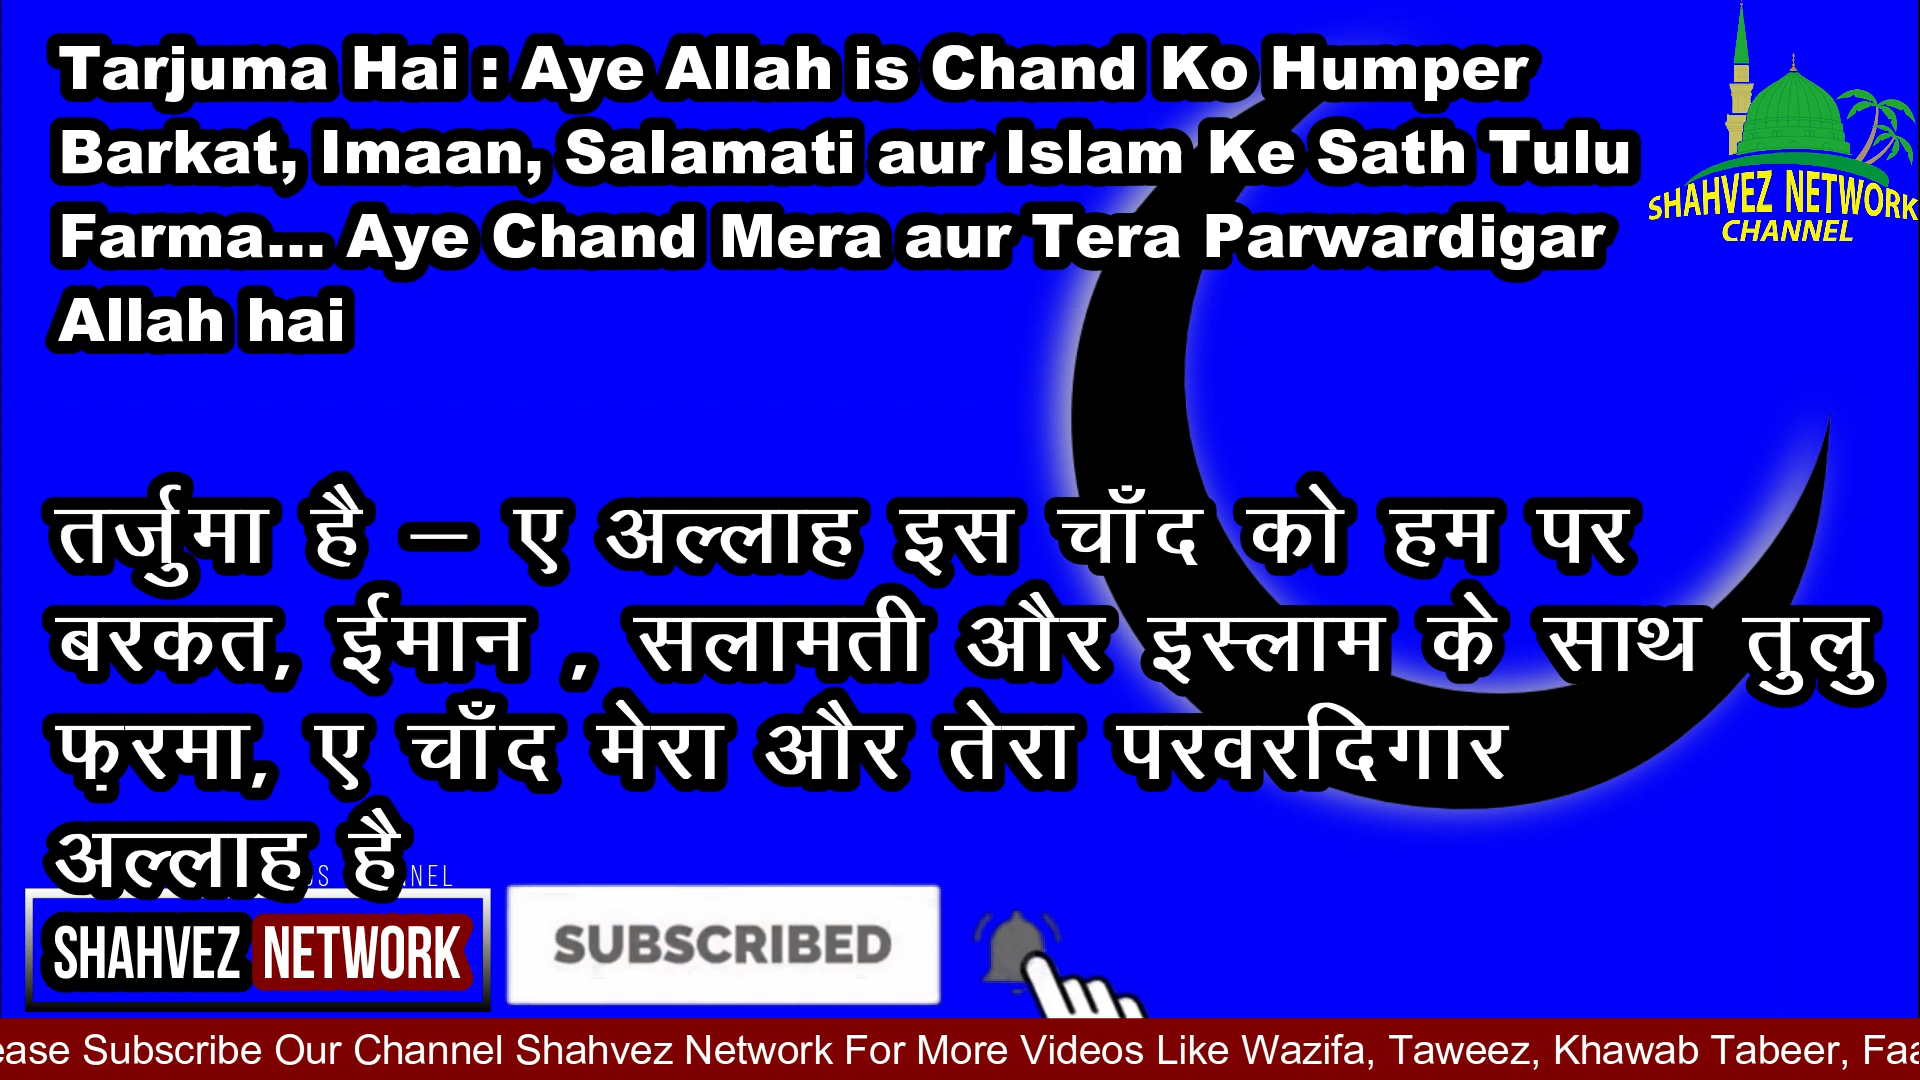 Tarjuma Hai : Aye Allah is Chand Ko Humper
Barkat, Imaan, Salamati aur Islam Ke Sath Tulu
Farma... Aye Chand Mera aur Tera Parwardigar
Allah hai
SHAHVEZ NETWORK
CHANNEL
तर्जुमा है – ए अल्लाह इस चाँद को हम पर
बरकत, ईमान , सलामती और इस्लाम के साथ तुलु
फ़रमा, ए चाँद मेरा और तेरा परवरदिगार
अल्लाह है
SHAHVEZ NETWORK
SUBSCRIBED
Subscribe Our Channel Shahvez Network For More Videos Like Wazifa, Taweez, Khawab Tabeer,